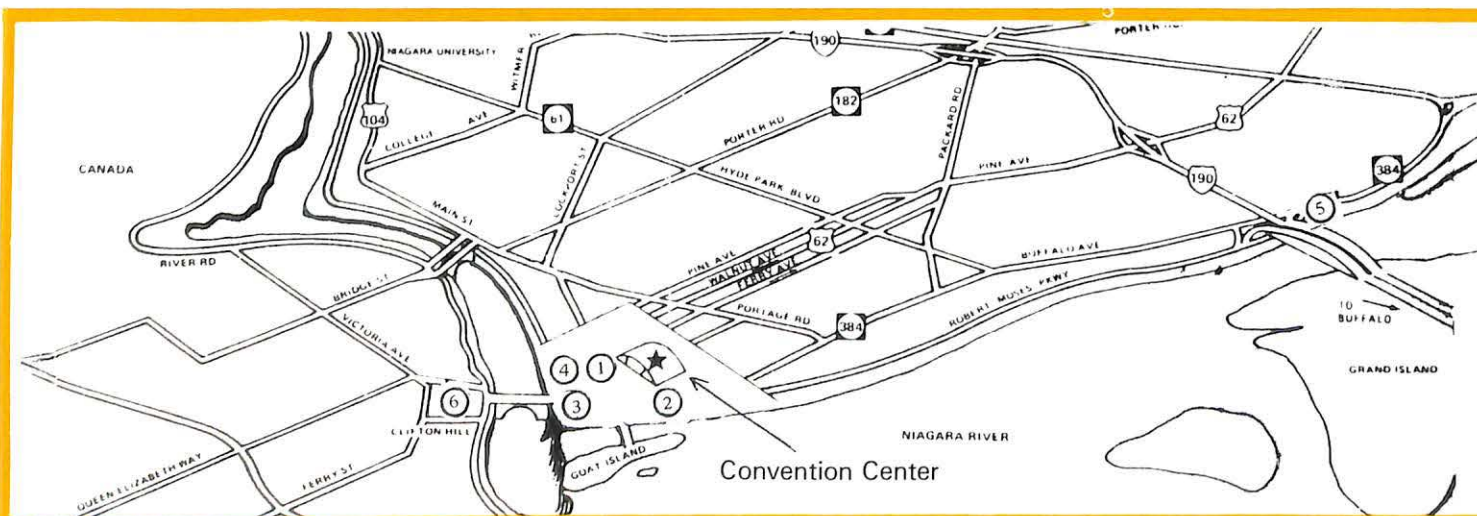 PORTER
NIAGARA UNIVERSITY
WITMER
190
104
COLLEGE AVE
61
182
PORTER RD
PACKARD RD
62
CANADA
LOCKPORT ST
HYDE PARK BLVD
PINE AVE
190
384
5
MAIN ST
RIVER RD
BRIDGE ST
PINE AVE
WALNUT AVE
FERRY AVE
62
BUFFALO AVE
ROBERT MOSES PKWY
VICTORIA AVE
PORTAGE RD
384
TO
BUFFALO
GRAND ISLAND
4
1
6
3
2
CLIFTON HILL
GOAT ISLAND
NIAGARA RIVER
Convention Center
QUEEN ELIZABETH WAY
FERRY ST